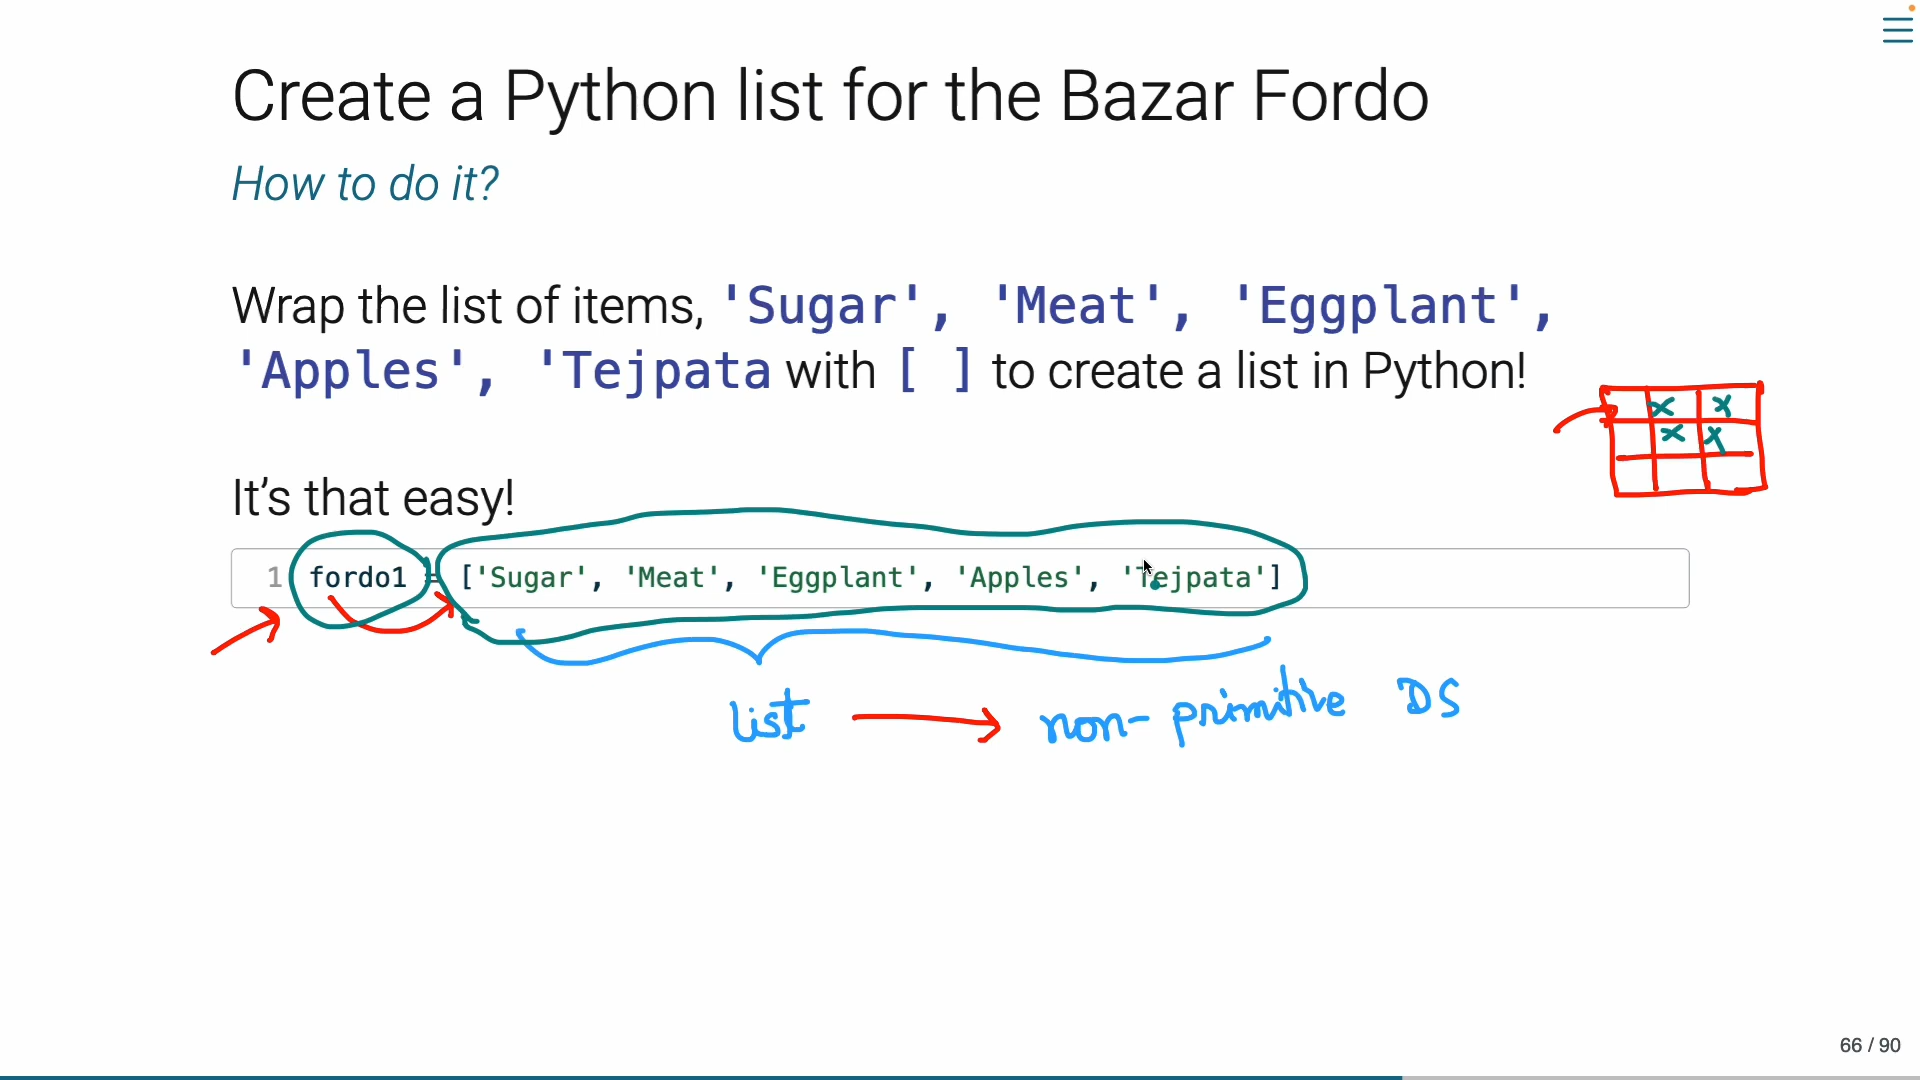 Create a Python list for the Bazar Fordo
How to do it?
Wrap the list of items, 'Sugar', 'Meat', 'Eggplant',
'Apples', 'Tejpata with [ ] to create a list in Python!
It's that easy!
1 fordo1 = ['Sugar', 'Meat', 'Eggplant', 'Apples', 'Tejpata']
list → non-primitive DS
66 / 90